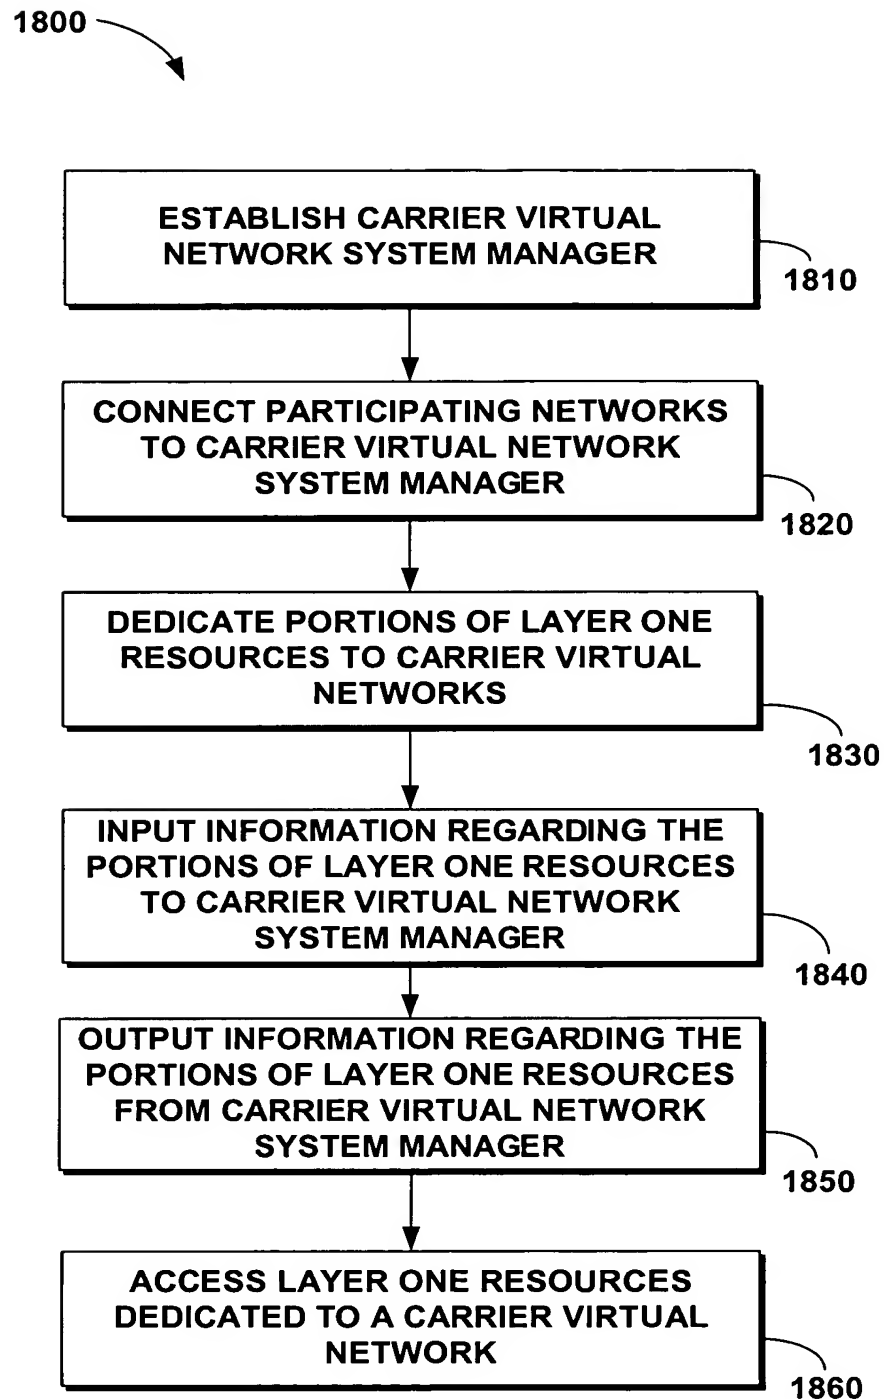 1800
ESTABLISH CARRIER VIRTUAL
NETWORK SYSTEM MANAGER
1810
CONNECT PARTICIPATING NETWORKS
TO CARRIER VIRTUAL NETWORK
SYSTEM MANAGER
1820
DEDICATE PORTIONS OF LAYER ONE
RESOURCES TO CARRIER VIRTUAL
NETWORKS
1830
INPUT INFORMATION REGARDING THE
PORTIONS OF LAYER ONE RESOURCES
TO CARRIER VIRTUAL NETWORK
SYSTEM MANAGER
1840
OUTPUT INFORMATION REGARDING THE
PORTIONS OF LAYER ONE RESOURCES
FROM CARRIER VIRTUAL NETWORK
SYSTEM MANAGER
1850
ACCESS LAYER ONE RESOURCES
DEDICATED TO A CARRIER VIRTUAL
NETWORK
1860